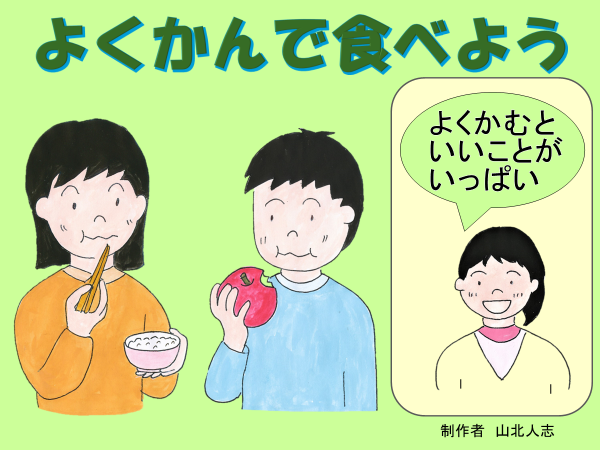 よくかんで食べよう
よくかむと
いいことが
いっぱい
制作者 山北人志